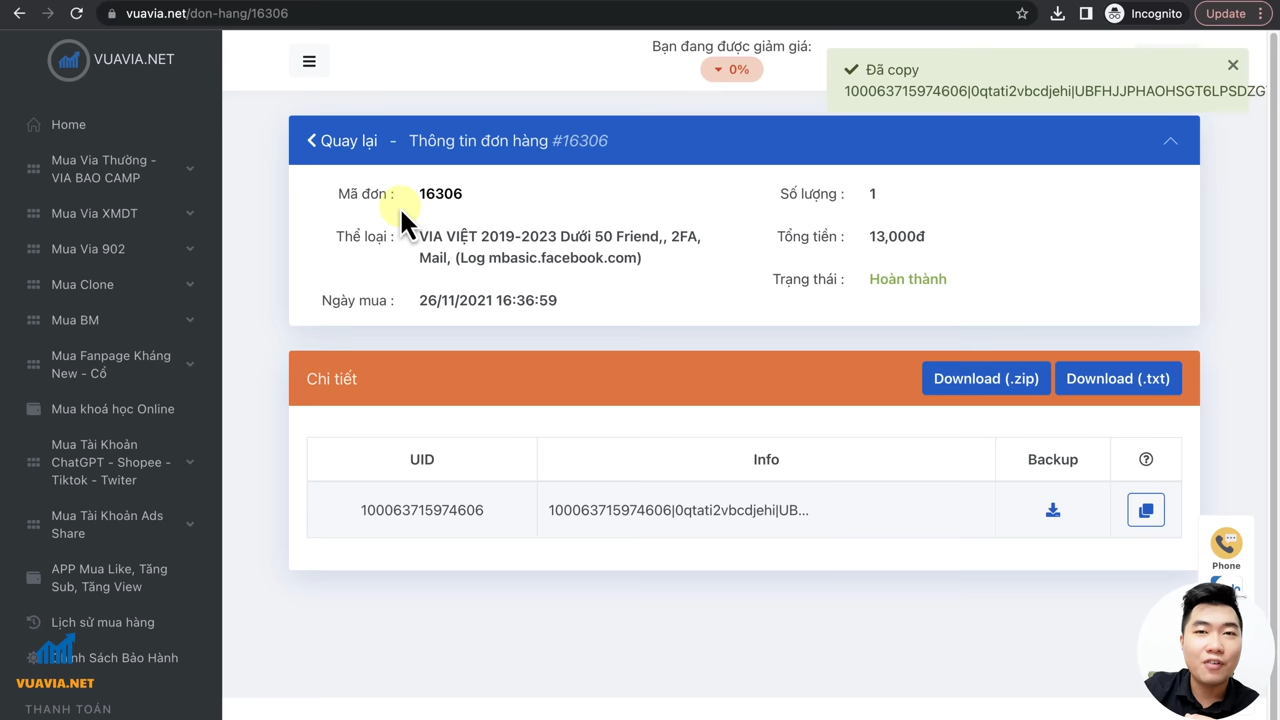 vuavia.net/don-hang/16306
Incognito
Update
VUAVIA.NET
Home
Mua Via Thường -
VIA BAO CAMP
Mua Via XMDT
Mua Via 902
Mua Clone
Mua BM
Mua Fanpage Kháng
New - Cổ
Mua khoá học Online
Mua Tài Khoản
ChatGPT - Shopee -
Tiktok - Twiter
Mua Tài Khoản Ads
Share
APP Mua Like, Tăng
Sub, Tăng View
Lịch sử mua hàng
Sách Bảo Hành
VUAVIA.NET
THANH TOÁN
Bạn đang được giảm giá:
0%
Đã copy
100063715974606|0qtati2vbcdjehi|UBFHJJPHAOHSGT6LPSDZG
Quay lại - Thông tin đơn hàng #16306
Mã đơn : 16306
Thể loại : VIA VIỆT 2019-2023 Dưới 50 Friend,, 2FA,
Mail, (Log mbasic.facebook.com)
Ngày mua : 26/11/2021 16:36:59
Số lượng : 1
Tổng tiền : 13,000đ
Trạng thái : Hoàn thành
Chi tiết
Download (.zip)
Download (.txt)
UID Info Backup
100063715974606 100063715974606|0qtati2vbcdjehi|UB...
Phone